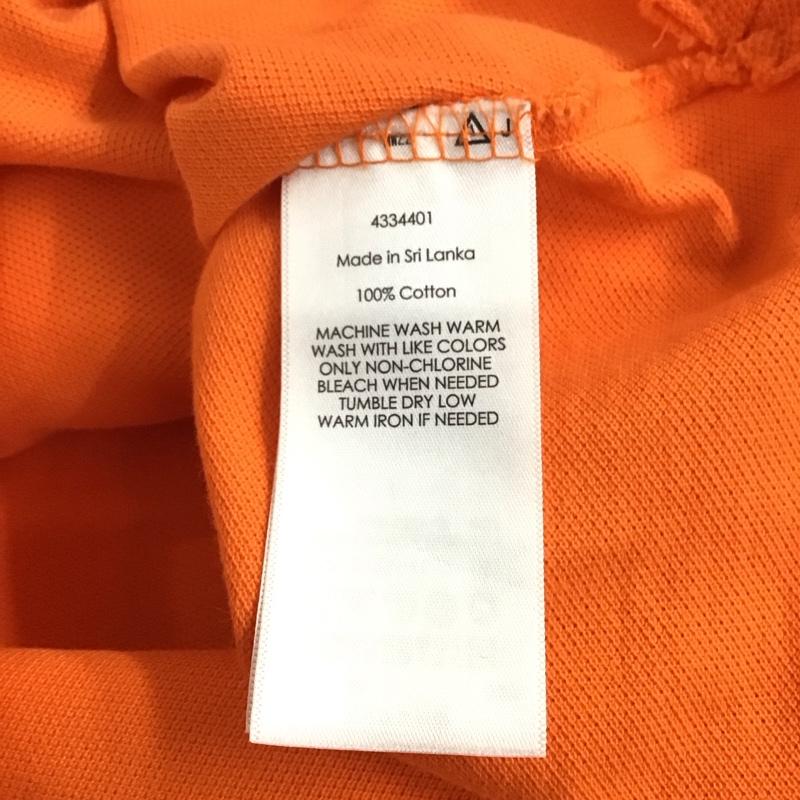 4334401
Made in Sri Lanka
100% Cotton
MACHINE WASH WARM
WASH WITH LIKE COLORS
ONLY NON-CHLORINE
BLEACH WHEN NEEDED
TUMBLE DRY LOW
WARM IRON IF NEEDED